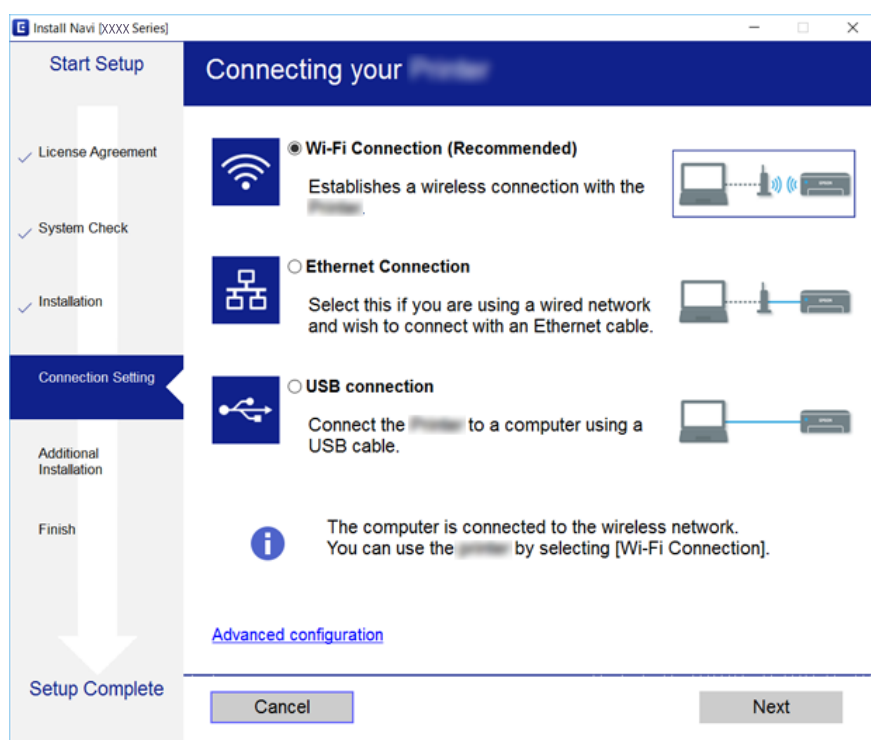 Install Navi [XXXX Series]
Start Setup
License Agreement
System Check
Installation
Connection Setting
Additional
Installation
Finish
Setup Complete
Connecting your
Wi-Fi Connection (Recommended)
Establishes a wireless connection with the
.
Ethernet Connection
Select this if you are using a wired network
and wish to connect with an Ethernet cable.
USB connection
Connect the to a computer using a
USB cable.
The computer is connected to the wireless network.
You can use the by selecting [Wi-Fi Connection].
Advanced configuration
Cancel
Next